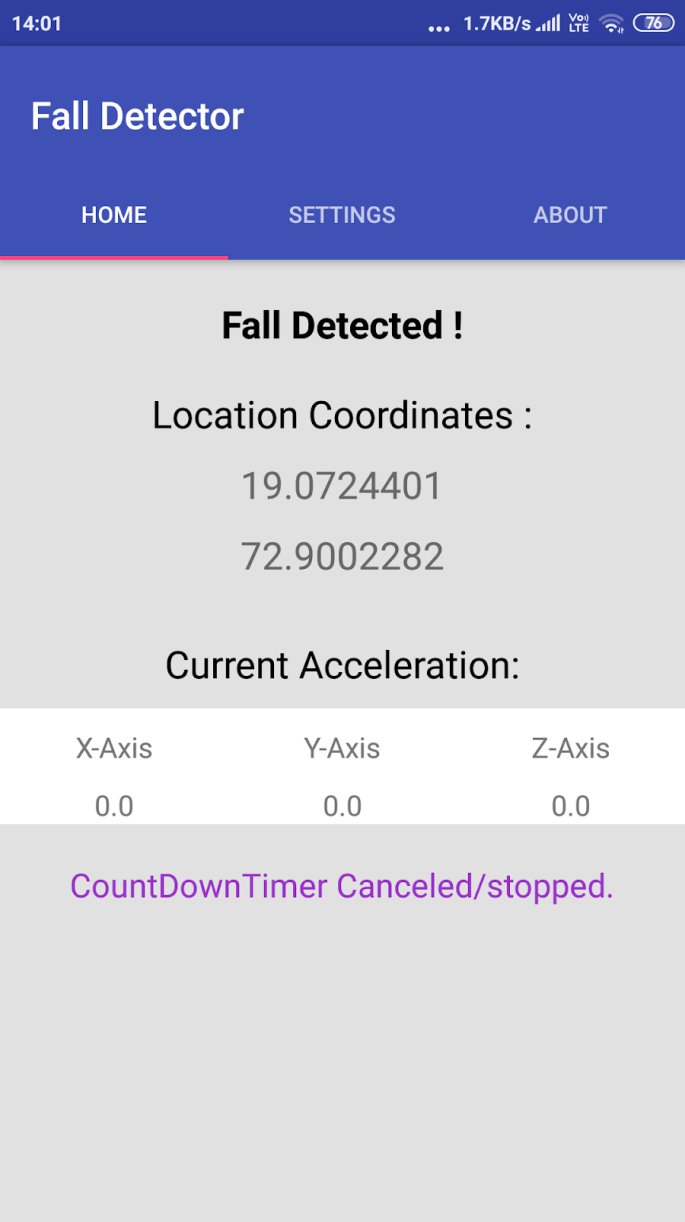 14:01 ... 1.7KB/s Vo)) LTE 76
Fall Detector
HOME SETTINGS ABOUT
Fall Detected !
Location Coordinates :
19.0724401
72.9002282
Current Acceleration:
X-Axis Y-Axis Z-Axis
0.0 0.0 0.0
CountDownTimer Canceled/stopped.